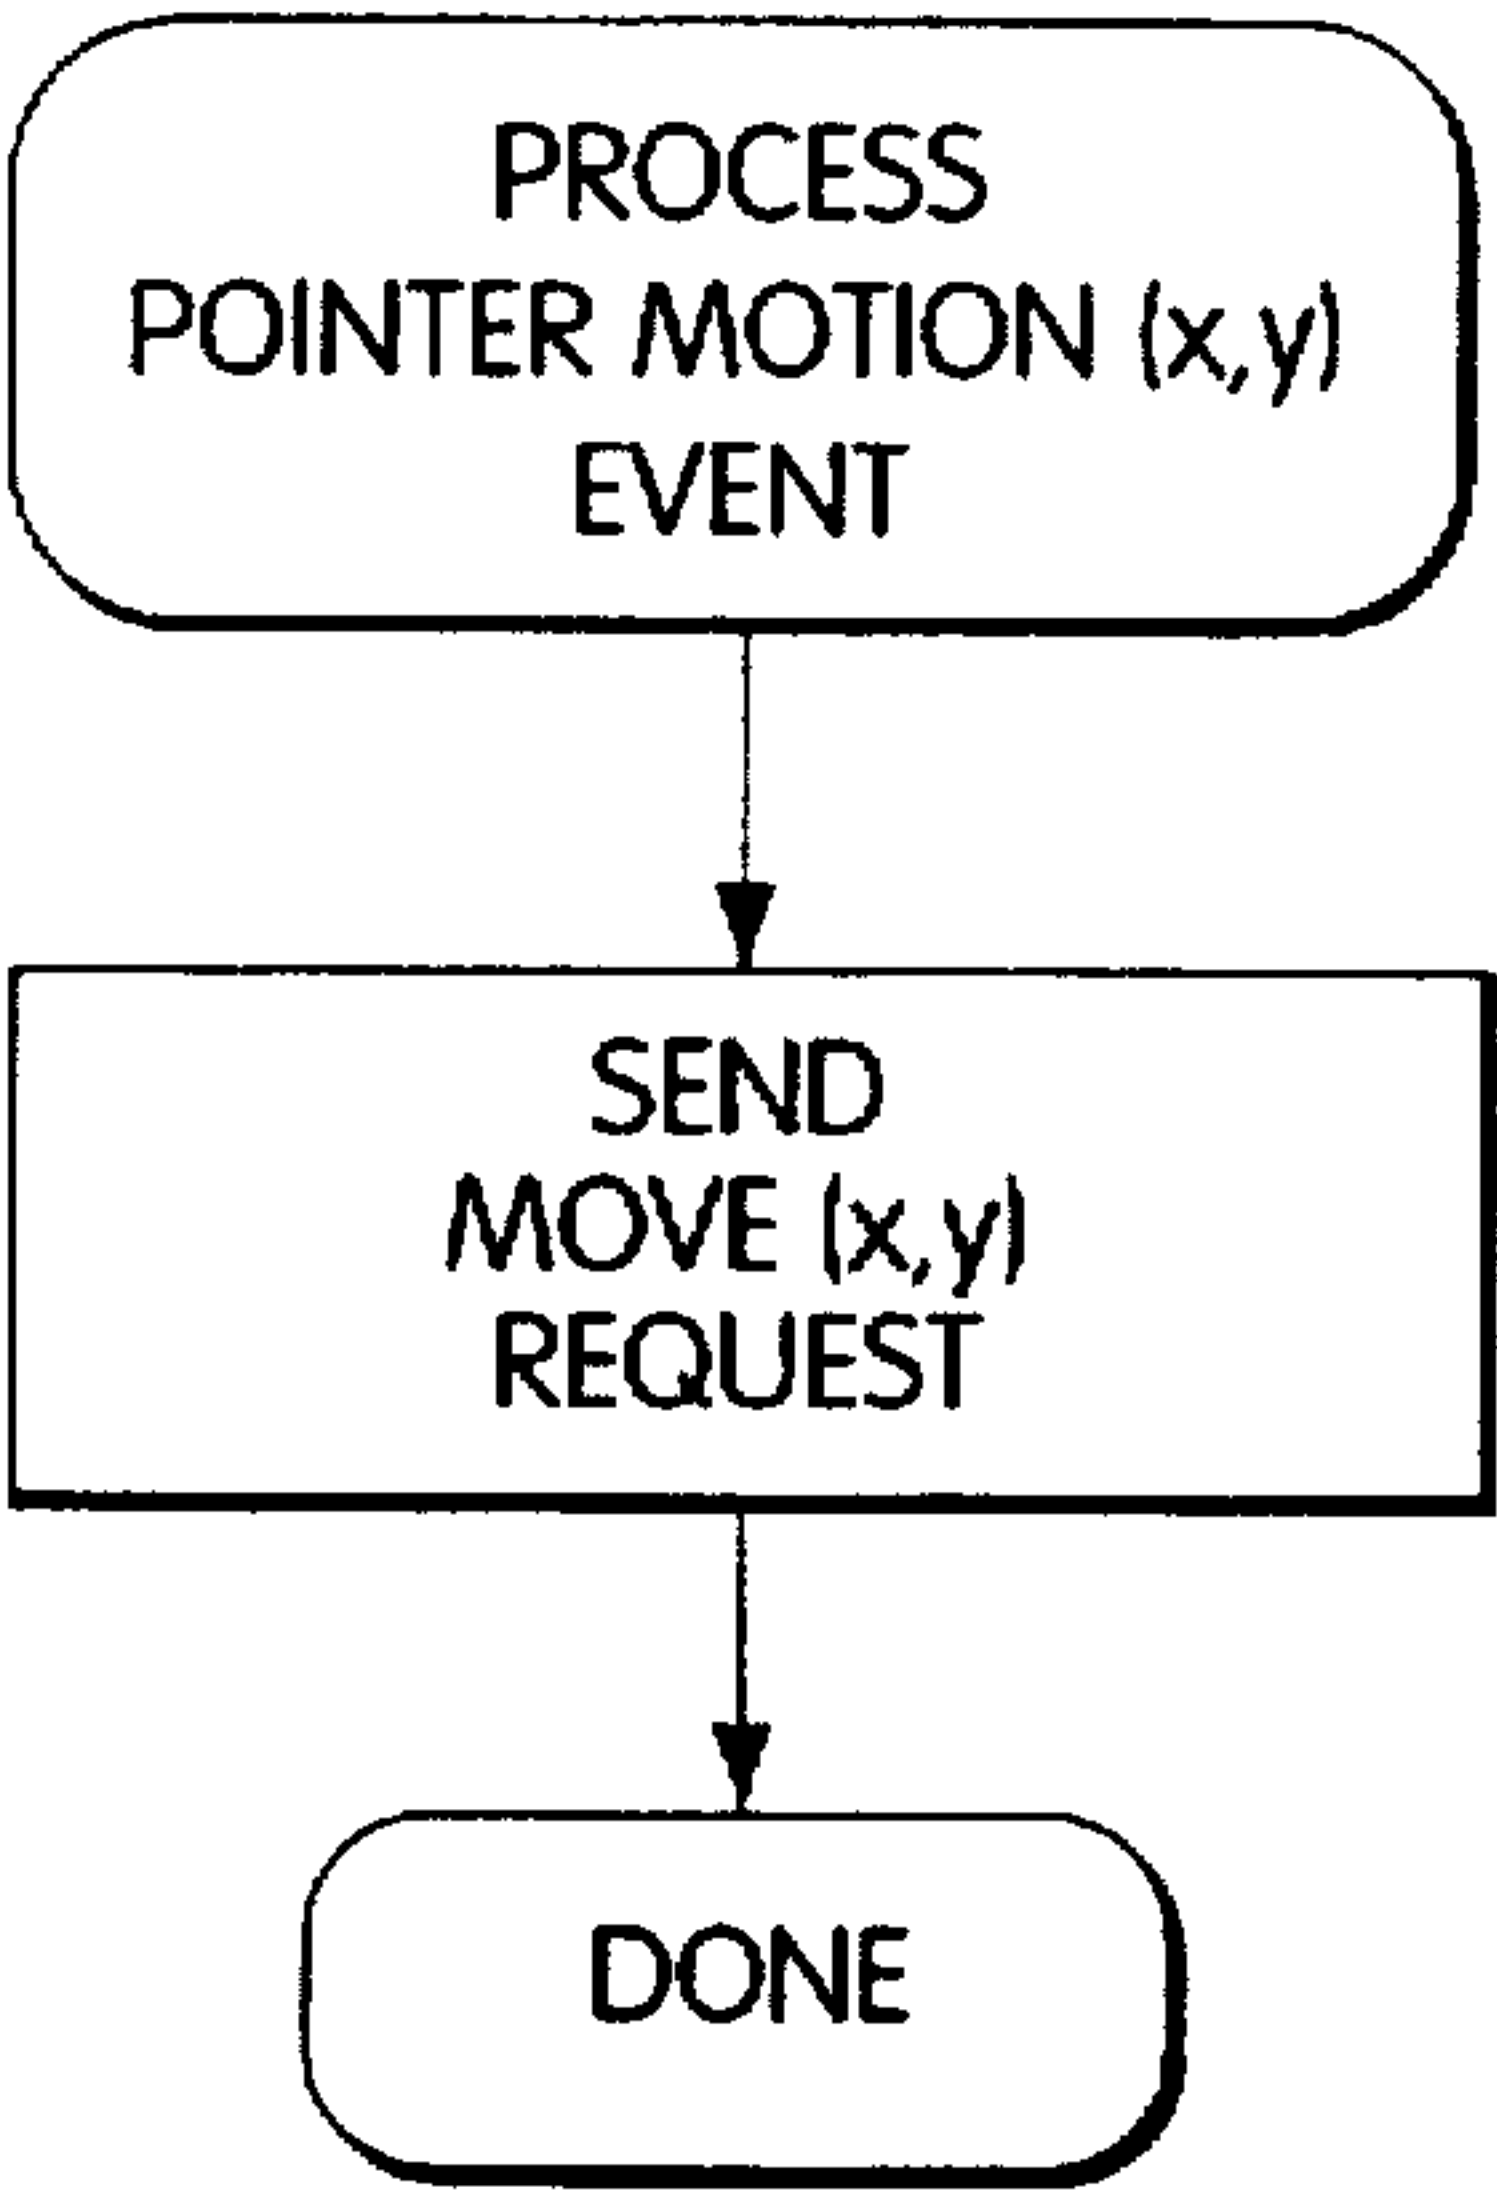 PROCESS
POINTER MOTION (x,y)
EVENT
SEND
MOVE (x,y)
REQUEST
DONE